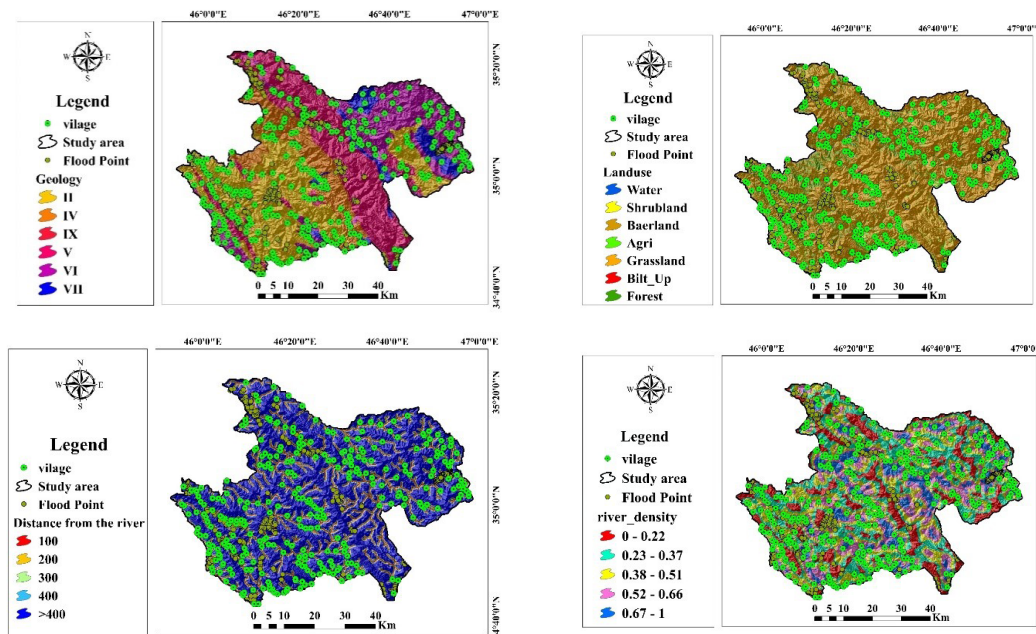 46°0'0"E 46°20'0"E 46°40'0"E 47°0'0"E
N
W E
S
Legend
vilage
Study area
Flood Point
Geology
II
IV
IX
V
VI
VII
35°20'0"N
35°0'0"N
34°40'0"N
0 5 10 20 30 40
Km
46°0'0"E 46°20'0"E 46°40'0"E 47°0'
N
W E
S
Legend
vilage
Study area
Flood Point
Landuse
Water
Shrubland
Baerland
Agri
Grassland
Bilt_Up
Forest
0 5 10 20 30 40
Km
46°0'0"E 46°20'0"E 46°40'0"E 47°0'0"E
N
W E
S
Legend
vilage
Study area
Flood Point
Distance from the river
100
200
300
400
>400
35°20'0"N
35°0'0"N
4°40'0"N
0 5 10 20 30 40
Km
46°0'0"E 46°20'0"E 46°40'0"E 47°0'
N
W E
S
Legend
vilage
Study area
Flood Point
river_density
0 - 0.22
0.23 - 0.37
0.38 - 0.51
0.52 - 0.66
0.67 - 1
0 5 10 20 30 40
Km